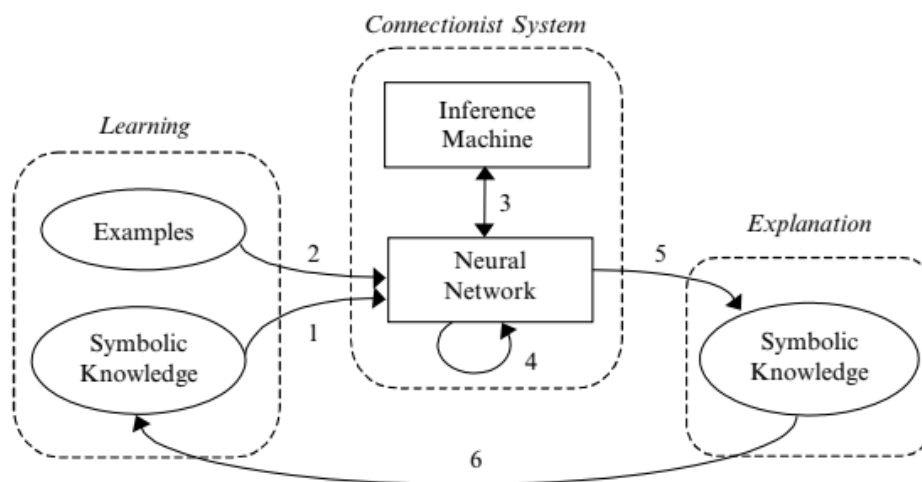 Connectionist System
Inference
Machine
Learning
3
Examples
2
Neural
Network
5
Explanation
1
Symbolic
Knowledge
4
Symbolic
Knowledge
6